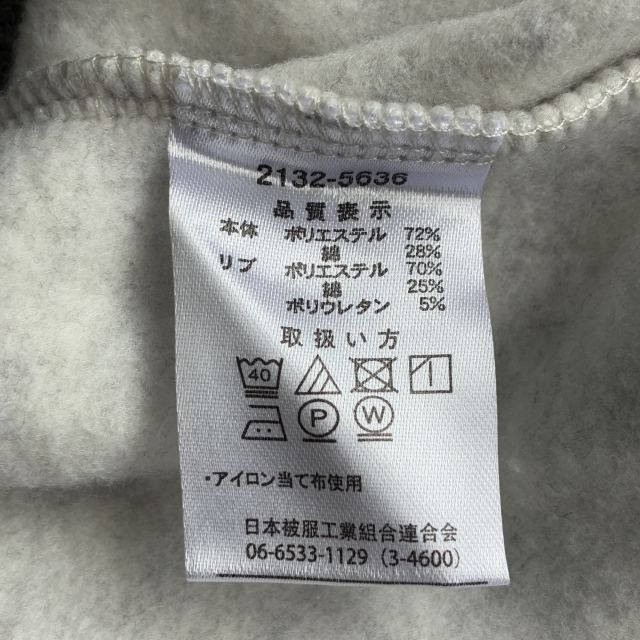 2132-5636
品質表示
本体 ポリエステル 72%
綿 28%
リブ ポリエステル 70%
綿 25%
ポリウレタン 5%
取扱い方
40
P W
・アイロン当て布使用
日本被服工業組合連合会
06-6533-1129 (3-4600)